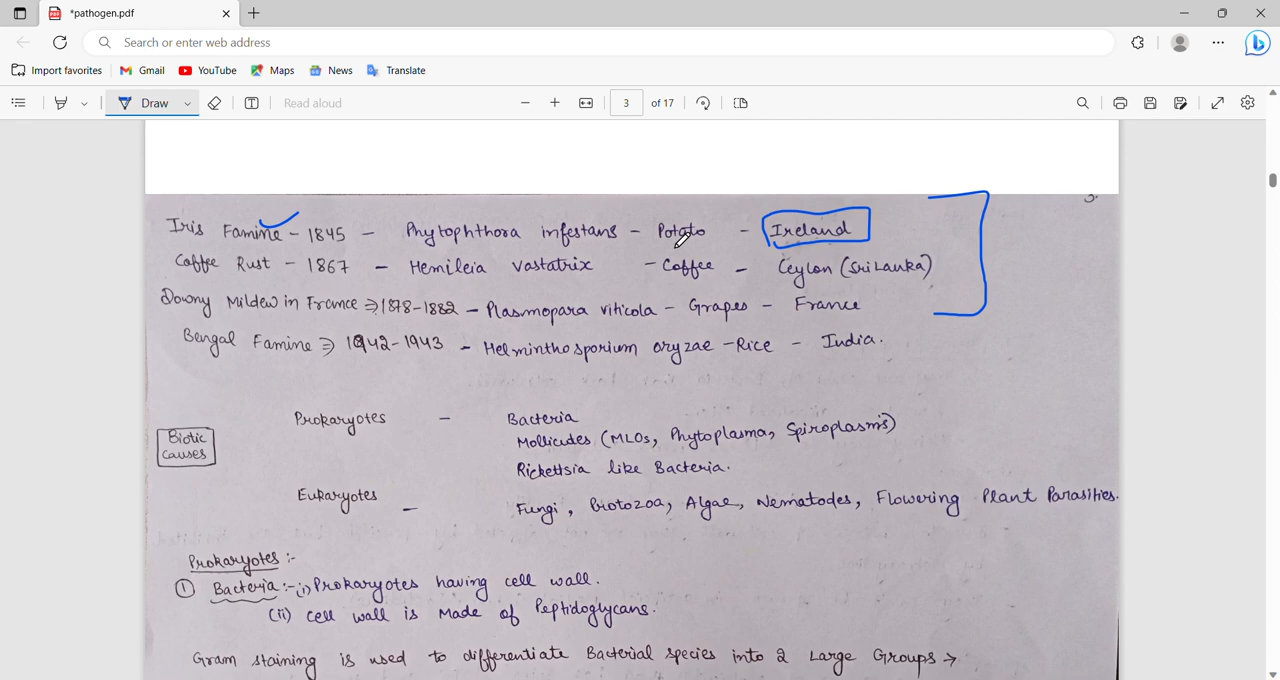 *pathogen.pdf
Search or enter web address
Import favorites Gmail YouTube Maps News Translate
Draw Read aloud 3 of 17
3.
Iris Famine - 1845 - Phytophthora infestans - Potato - Ireland
Coffee Rust - 1867 - Hemileia vastatrix - Coffee - Ceylon (Sri Lanka)
Downy Mildew in France ⇒ 1878-1882 - Plasmopara viticola - Grapes - France
Bengal Famine ⇒ 1942-1943 - Helminthosporium oryzae - Rice - India.
Prokaryotes - Bacteria
Mollicutes (MLOs, Phytoplasma, Spiroplasms)
Biotic
causes
Rickettsia like Bacteria.
Eukaryotes - Fungi, Protozoa, Algae, Nematodes, Flowering Plant Parasities.
Prokaryotes :-
① Bacteria :- (i) Prokaryotes having cell wall.
(ii) cell wall is Made of Peptidoglycans.
Gram staining is used to differentiate Bacterial species into 2 Large Groups →